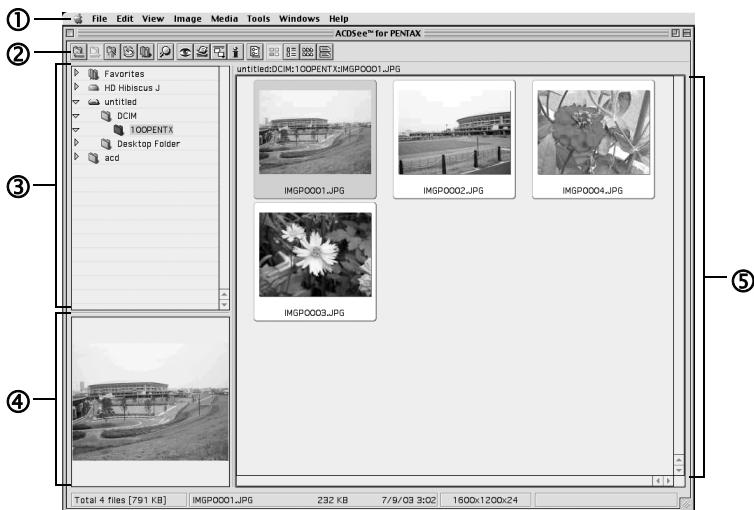 ①
File Edit View Image Media Tools Windows Help
ACDSee™ for PENTAX
②
③
Favorites
HD Hibiscus J
untitled
DCIM
100PENTX
Desktop Folder
acd
untitled:DCIM:100PENTX:IMGP0001.JPG
IMGP0001.JPG
IMGP0002.JPG
IMGP0004.JPG
IMGP0003.JPG
④
⑤
Total 4 files [791 KB] IMGP0001.JPG 232 KB 7/9/03 3:02 1600x1200x24